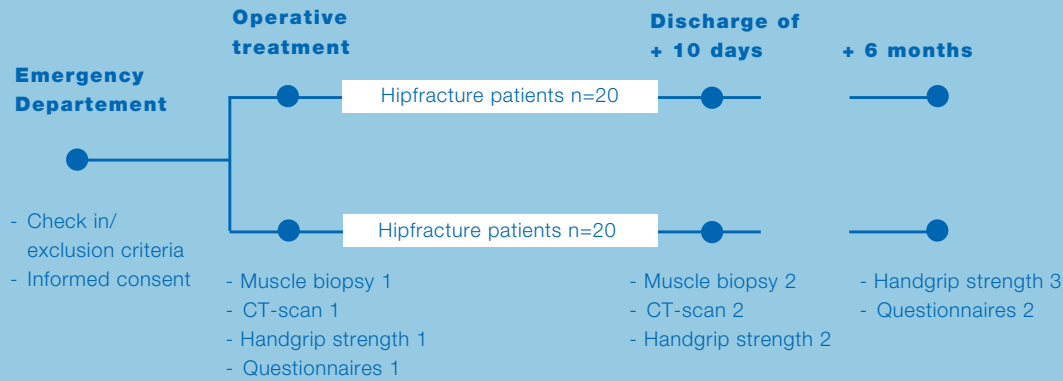 Emergency
Departement
- Check in/
exclusion criteria
- Informed consent
Operative
treatment
Hipfracture patients n=20
Hipfracture patients n=20
- Muscle biopsy 1
- CT-scan 1
- Handgrip strength 1
- Questionnaires 1
Discharge of
+ 10 days
- Muscle biopsy 2
- CT-scan 2
- Handgrip strength 2
+ 6 months
- Handgrip strength 3
- Questionnaires 2